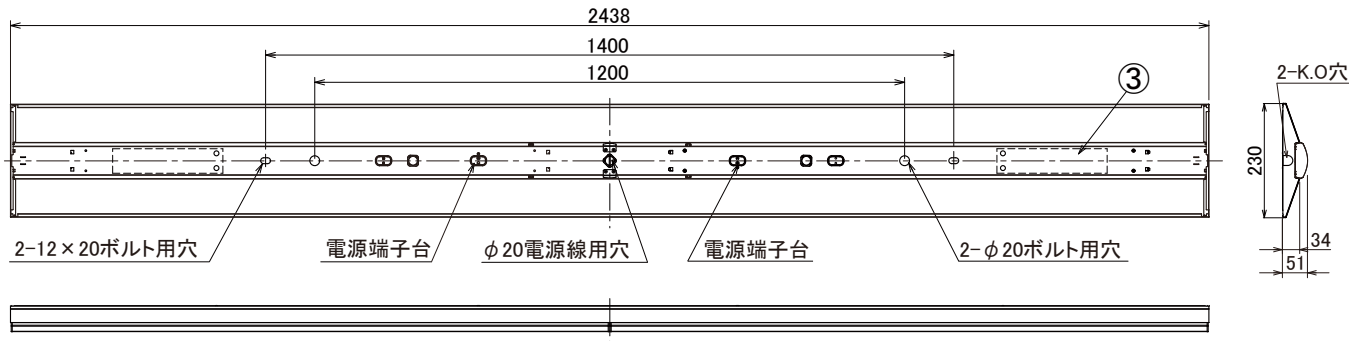 2438
1400
1200
③
2-K.O穴
230
2-12×20ボルト用穴
電源端子台
φ20電源線用穴
電源端子台
2-φ20ボルト用穴
34
51